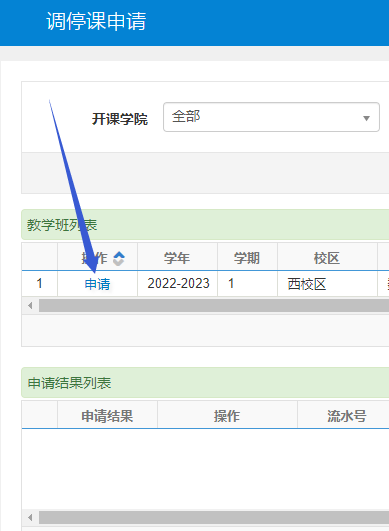 调停课申请
开课学院 全部
教学班列表
操作 学年 学期 校区
1 申请 2022-2023 1 西校区
申请结果列表
申请结果 操作 流水号